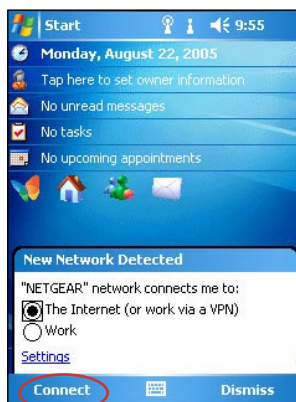 Start 9:55
Monday, August 22, 2005
Tap here to set owner information
No unread messages
No tasks
No upcoming appointments
New Network Detected
"NETGEAR" network connects me to:
The Internet (or work via a VPN)
Work
Settings
Connect Dismiss